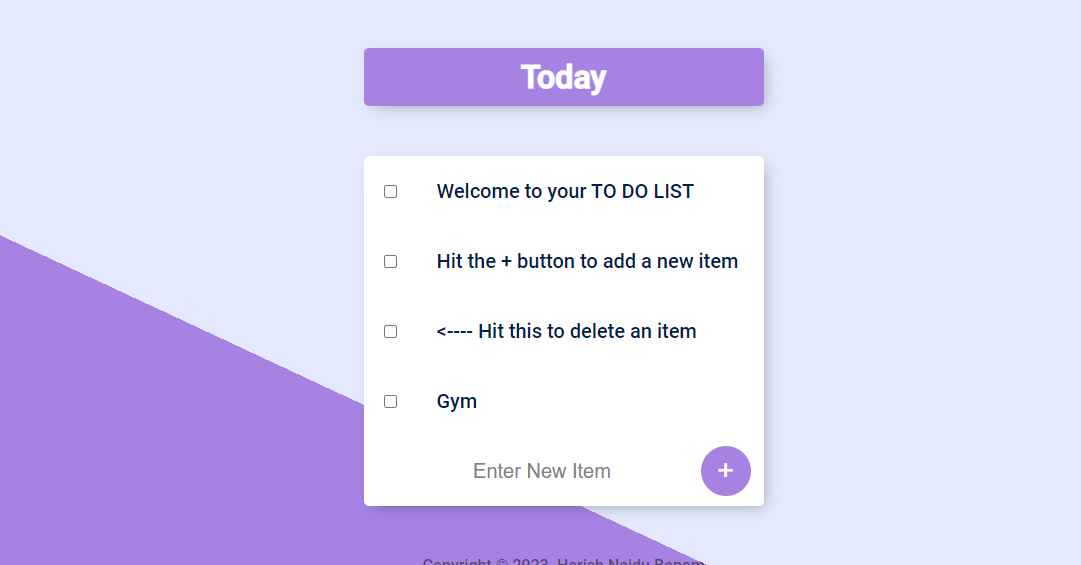 Today
Welcome to your TO DO LIST
Hit the + button to add a new item
<---- Hit this to delete an item
Gym
Enter New Item +
Copyright © 2023 Harish Naidu Bonam